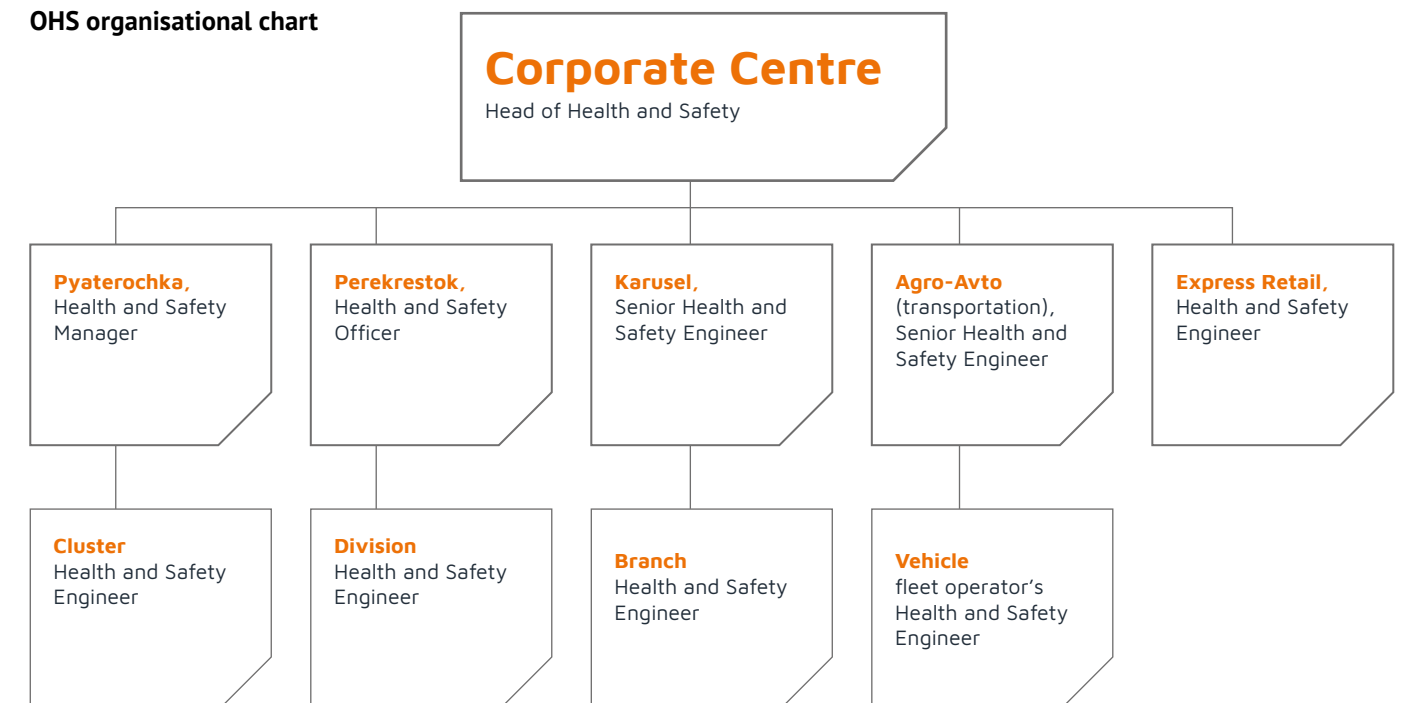 OHS organisational chart
Corporate Centre
Head of Health and Safety
Pyaterochka,
Health and Safety
Manager
Perekrestok,
Health and Safety
Officer
Karusel,
Senior Health and
Safety Engineer
Agro-Avto
(transportation),
Senior Health and
Safety Engineer
Express Retail,
Health and Safety
Engineer
Cluster
Health and Safety
Engineer
Division
Health and Safety
Engineer
Branch
Health and Safety
Engineer
Vehicle
fleet operator’s
Health and Safety
Engineer